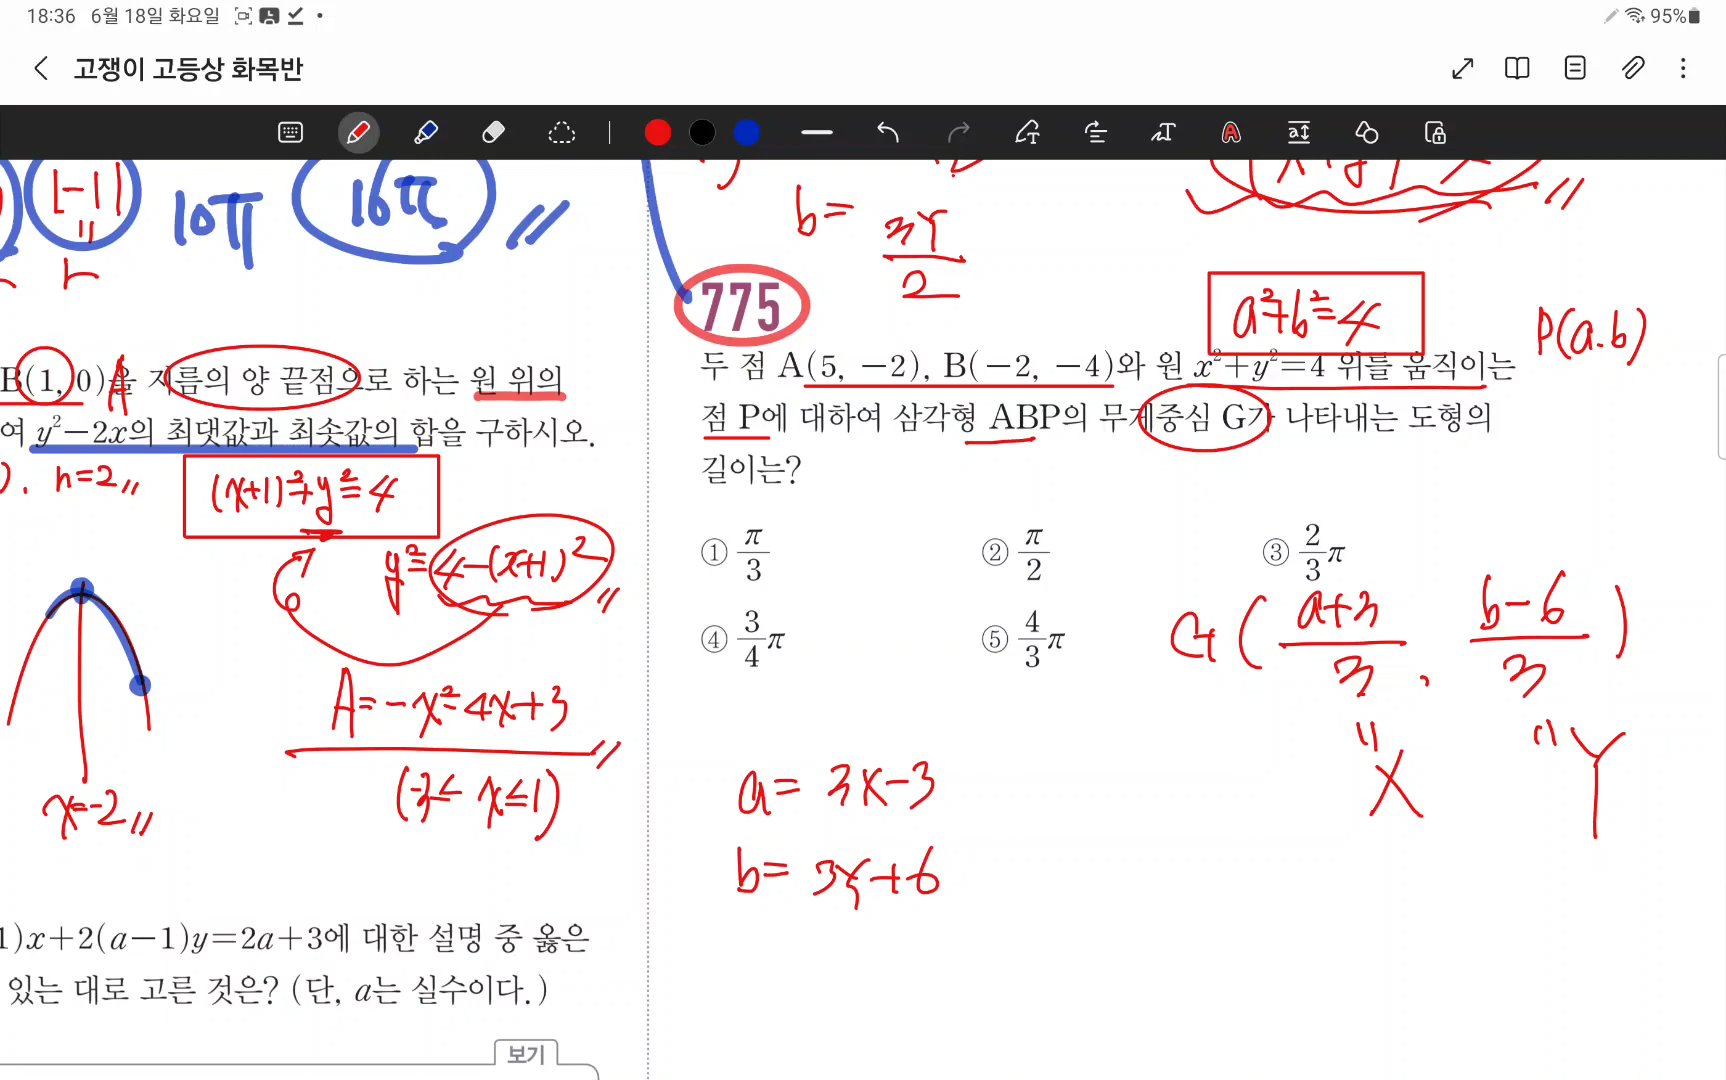 18:36 6월 18일 화요일
95%
고쟁이 고등상 화목반
|-1|
"
r
10π 16π
B(1, 0)을 지름의 양 끝점으로 하는 원 위의
A
여 y²−2x의 최댓값과 최솟값의 합을 구하시오.
). n=2
(x+1)²+y²=4
y²=4−(x+1)²
A=−x²−4x+3
(-3≤x≤1)
x=-2
1)x+2(a−1)y=2a+3에 대한 설명 중 옳은
있는 대로 고른 것은? (단, a는 실수이다.)
보기
b= 3Y/2
775
a²+b²=4
P(a.b)
두 점 A(5, −2), B(−2, −4)와 원 x²+y²=4 위를 움직이는
점 P에 대하여 삼각형 ABP의 무게중심 G가 나타내는 도형의
길이는?
① π/3 ② π/2 ③ 2/3 π
④ 3/4 π ⑤ 4/3 π
G( a+3/3 , b-6/3 )
" "
X Y
a= 3X-3
b= 3Y+6